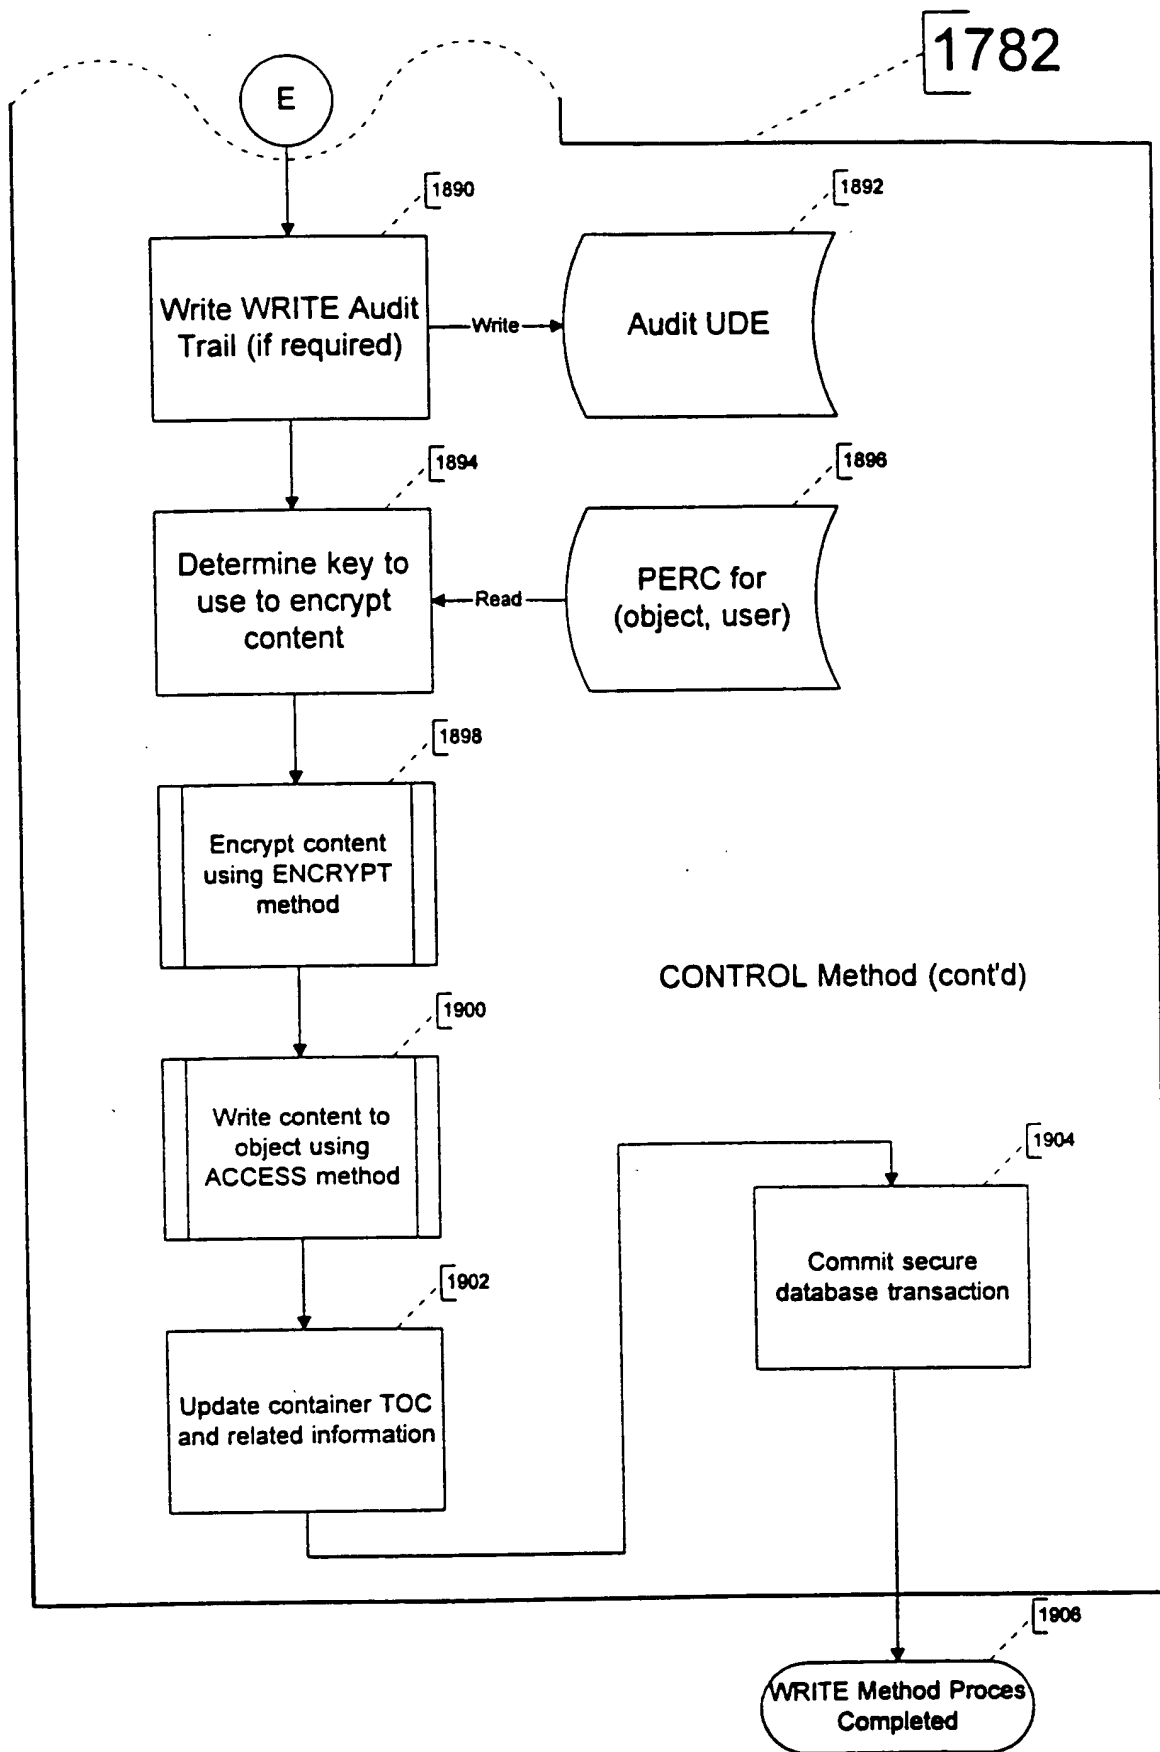 1782
E
1890
1892
Write WRITE Audit
Trail (if required)
Write
Audit UDE
1894
1896
Determine key to
use to encrypt
content
Read
PERC for
(object, user)
1898
Encrypt content
using ENCRYPT
method
CONTROL Method (cont'd)
1900
Write content to
object using
ACCESS method
1904
Commit secure
database transaction
1902
Update container TOC
and related information
1906
WRITE Method Proces
Completed